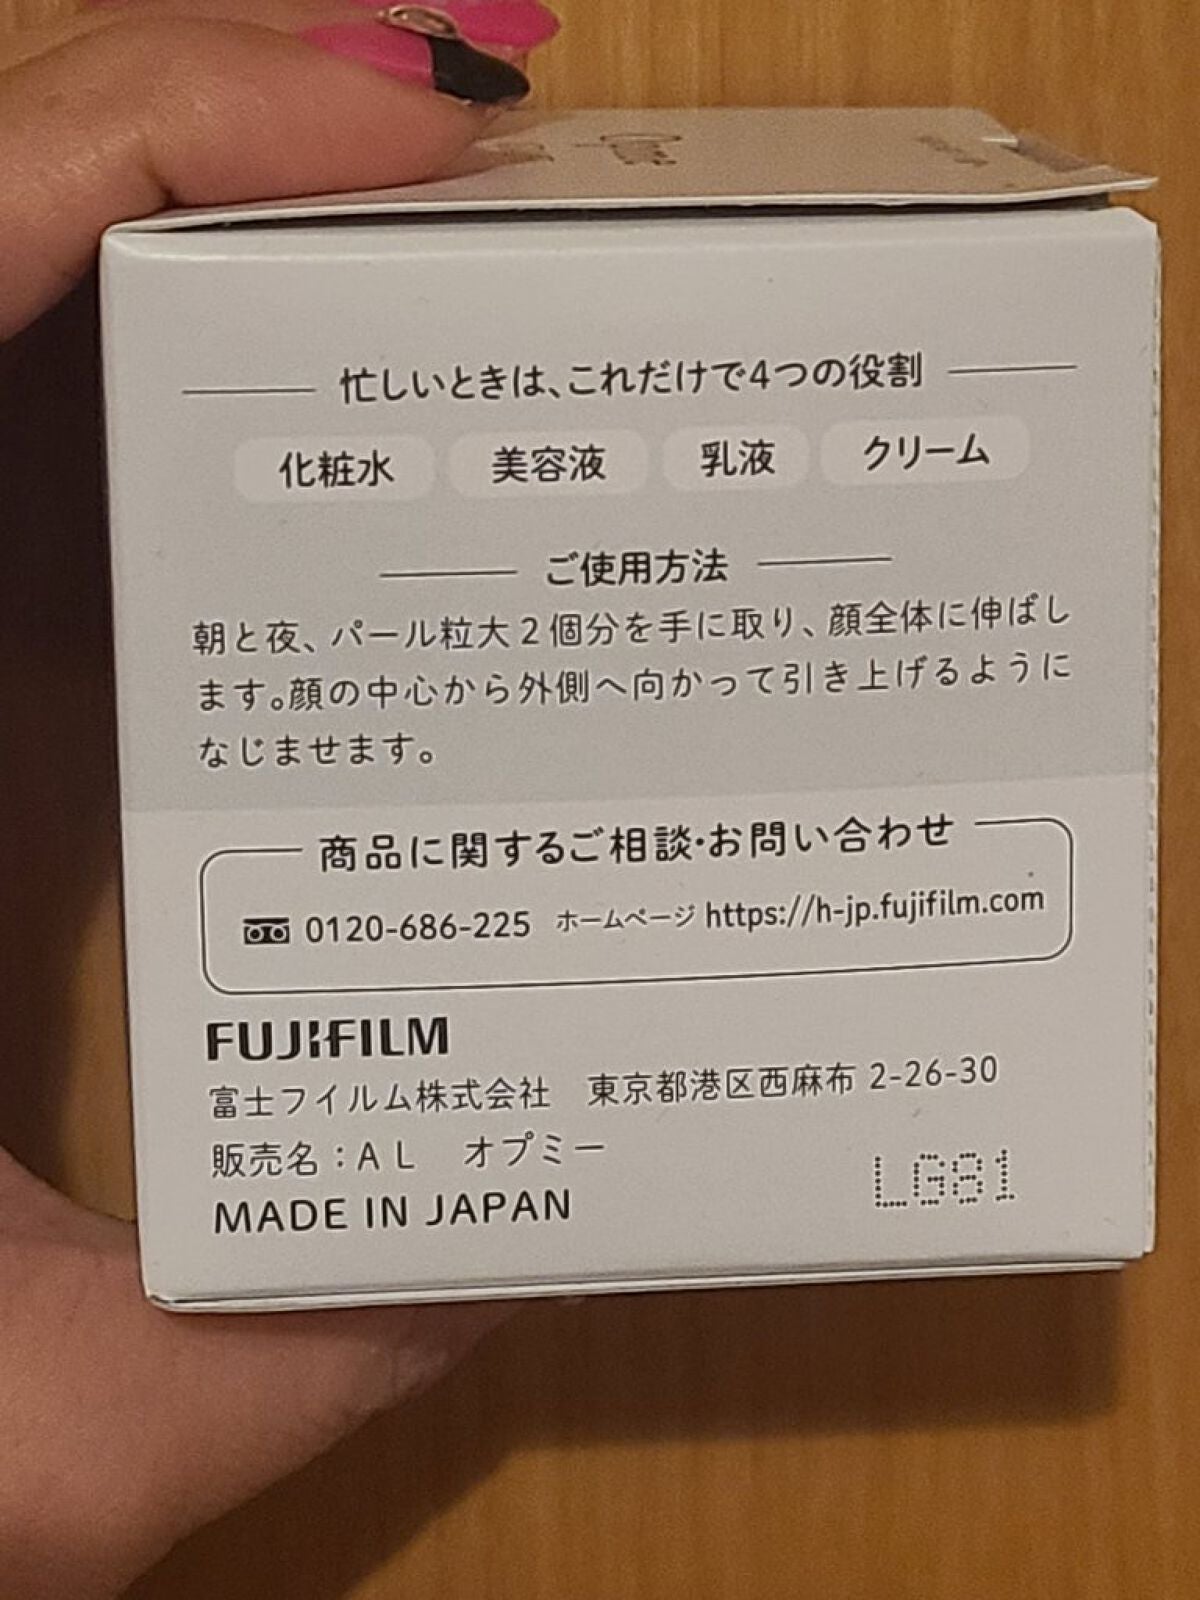 忙しいときは、これだけで4つの役割
化粧水 美容液 乳液 クリーム
ご使用方法
朝と夜、パール粒大2個分を手に取り、顔全体に伸ばし
ます。顔の中心から外側へ向かって引き上げるように
なじませます。
商品に関するご相談・お問い合わせ
0120-686-225 ホームページ https://h-jp.fujifilm.com
FUJIFILM
富士フイルム株式会社 東京都港区西麻布 2-26-30
販売名:AL オプミー
MADE IN JAPAN
LG81